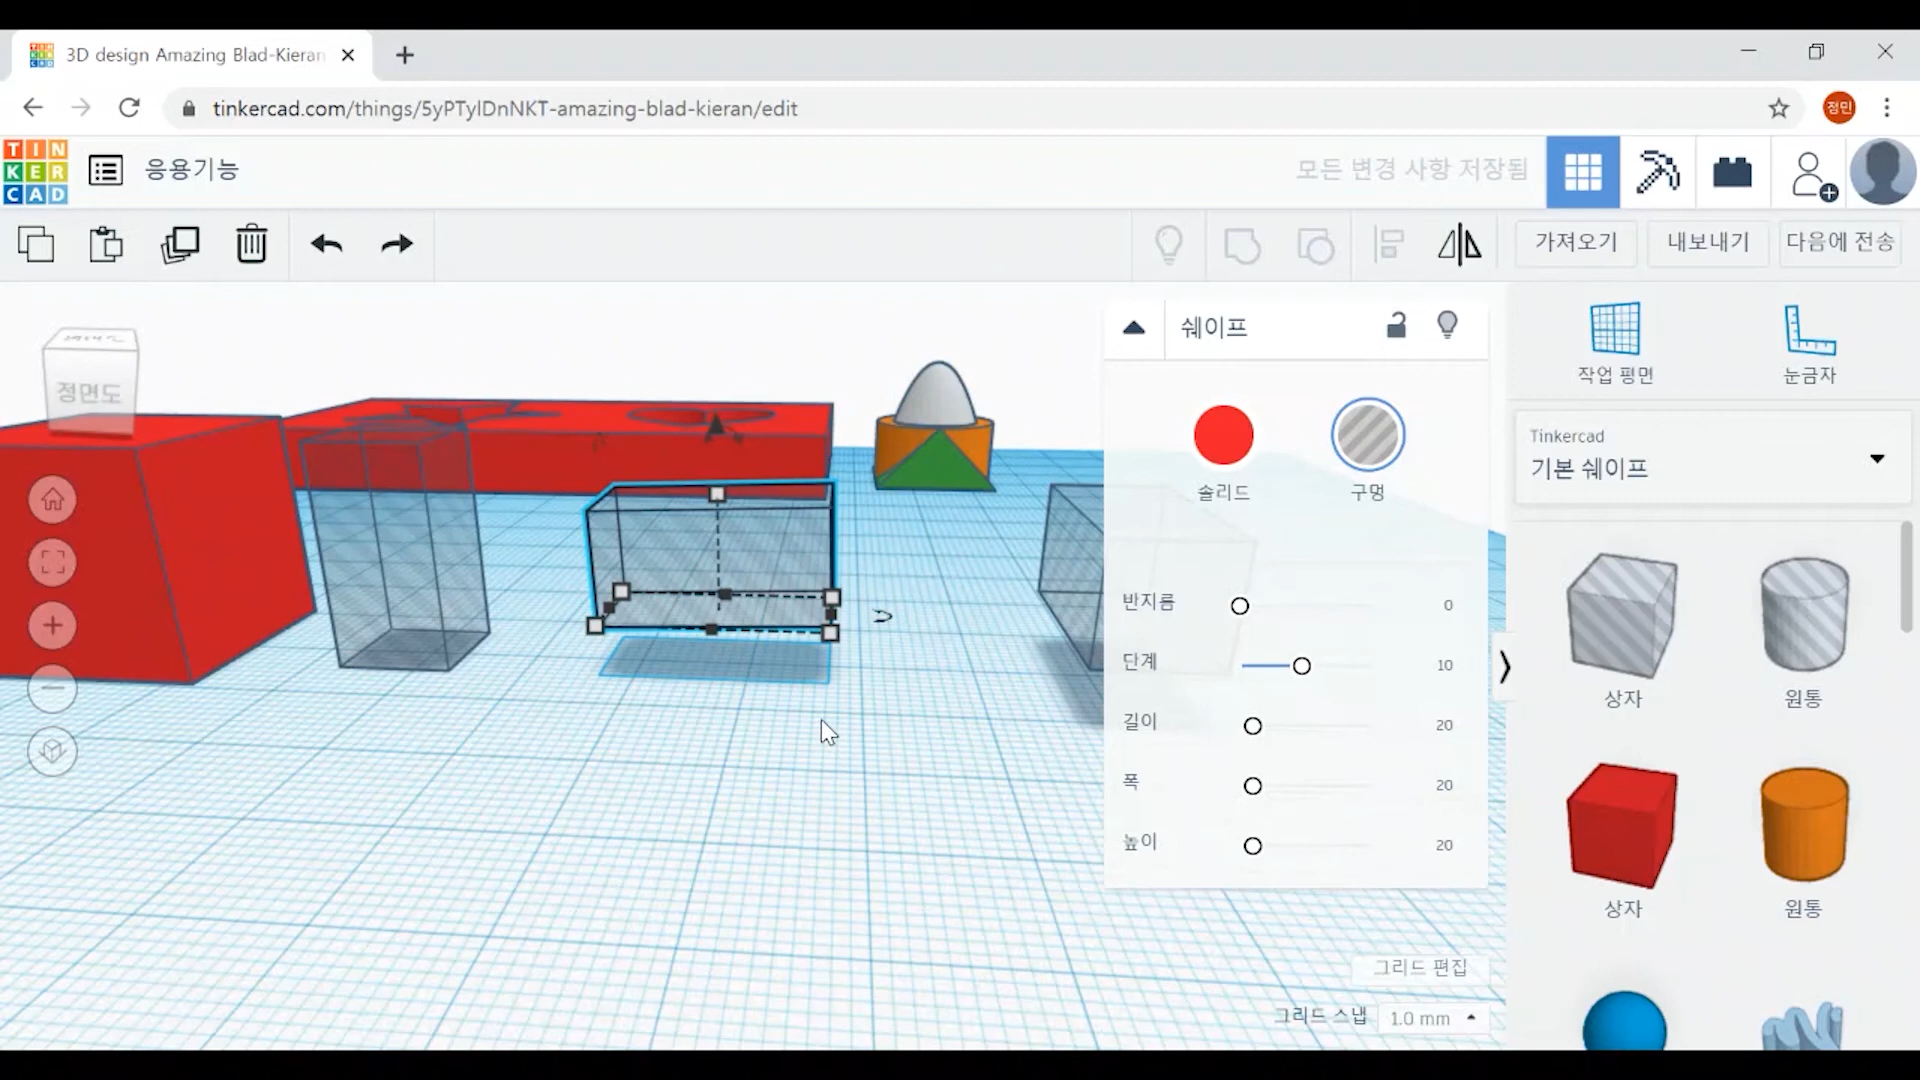 3D design Amazing Blad-Kieran
tinkercad.com/things/5yPTylDnNKT-amazing-blad-kieran/edit
정민
TIN
KER
CAD
응용기능
모든 변경 사항 저장됨
가져오기
내보내기
다음에 전송
정면도
쉐이프
솔리드
구멍
반지름
0
단계
10
길이
20
폭
20
높이
20
작업 평면
눈금자
Tinkercad
기본 쉐이프
상자
원통
상자
원통
그리드 편집
그리드 스냅
1.0 mm